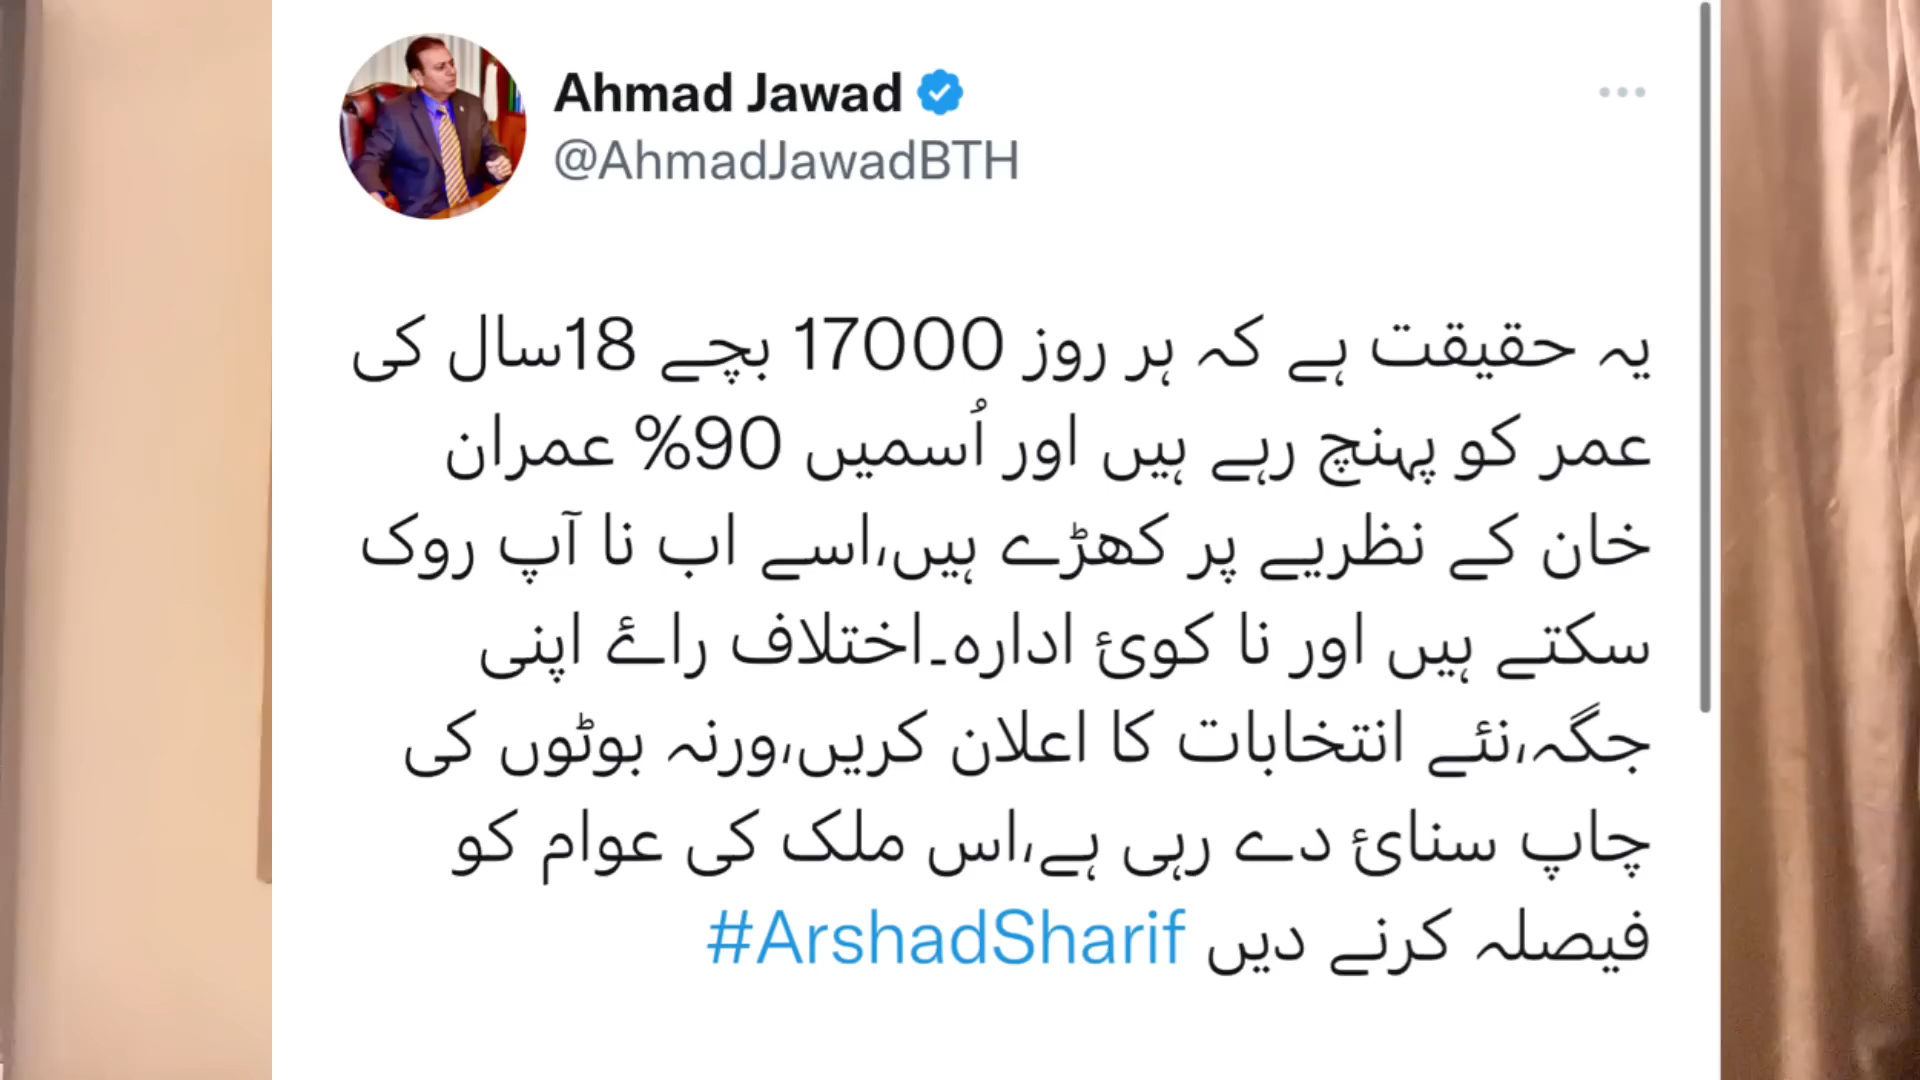 Ahmad Jawad
@AhmadJawadBTH
یہ حقیقت ہے کہ ہر روز 17000 بچے 18سال کی
عمر کو پہنچ رہے ہیں اور اُسمیں 90% عمران
خان کے نظریے پر کھڑے ہیں،اسے اب نا آپ روک
سکتے ہیں اور نا کوئ ادارہ۔اختلاف راۓ اپنی
جگہ،نئے انتخابات کا اعلان کریں،ورنہ بوٹوں کی
چاپ سنائ دے رہی ہے،اس ملک کی عوام کو
فیصلہ کرنے دیں #ArshadSharif